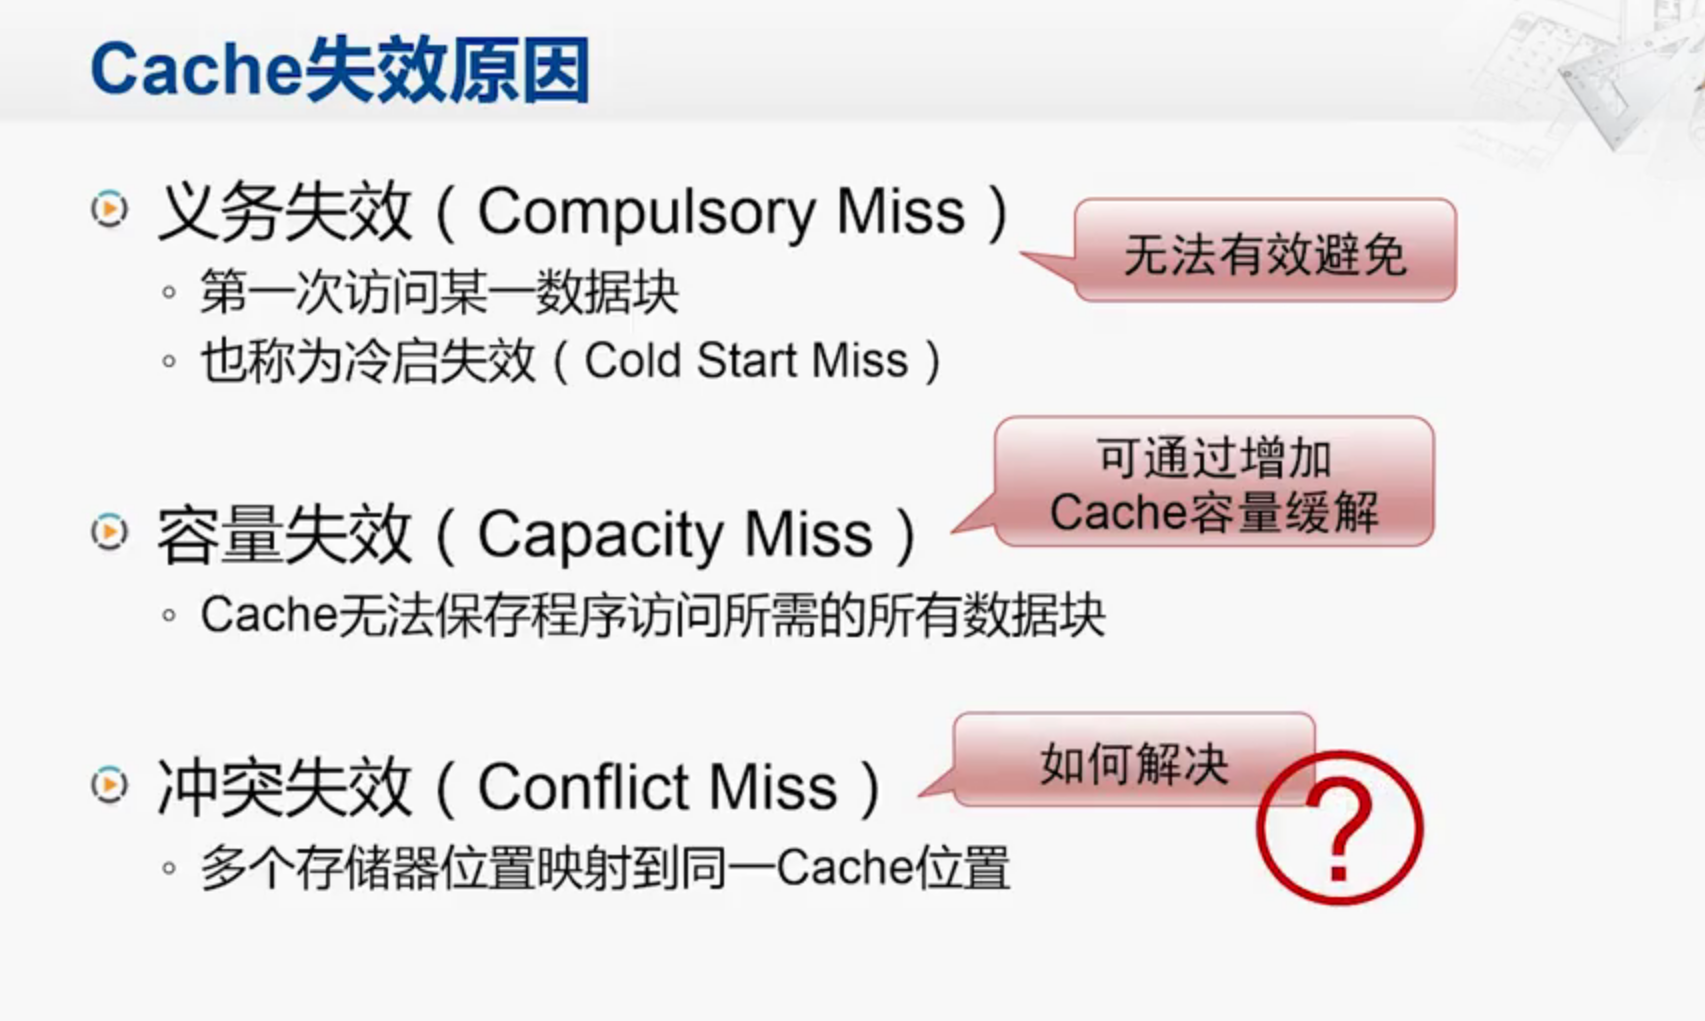 Cache失效原因
义务失效（Compulsory Miss）
无法有效避免
第一次访问某一数据块
也称为冷启失效（Cold Start Miss）
可通过增加
Cache容量缓解
容量失效（Capacity Miss）
Cache无法保存程序访问所需的所有数据块
如何解决
?
冲突失效（Conflict Miss）
多个存储器位置映射到同一Cache位置